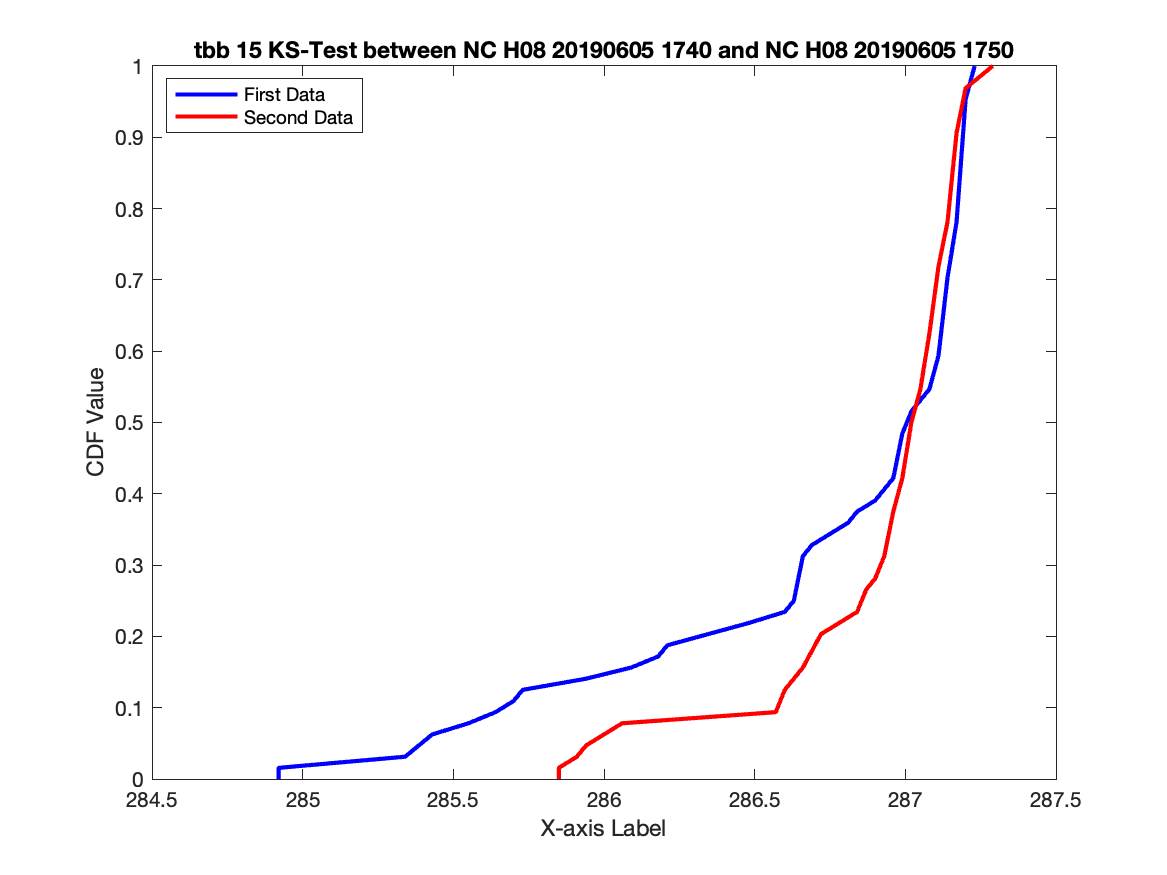 tbb 15 KS-Test between NC H08 20190605 1740 and NC H08 20190605 1750
First Data
Second Data
1
0.9
0.8
0.7
0.6
0.5
0.4
0.3
0.2
0.1
0
CDF Value
284.5 285 285.5 286 286.5 287 287.5
X-axis Label